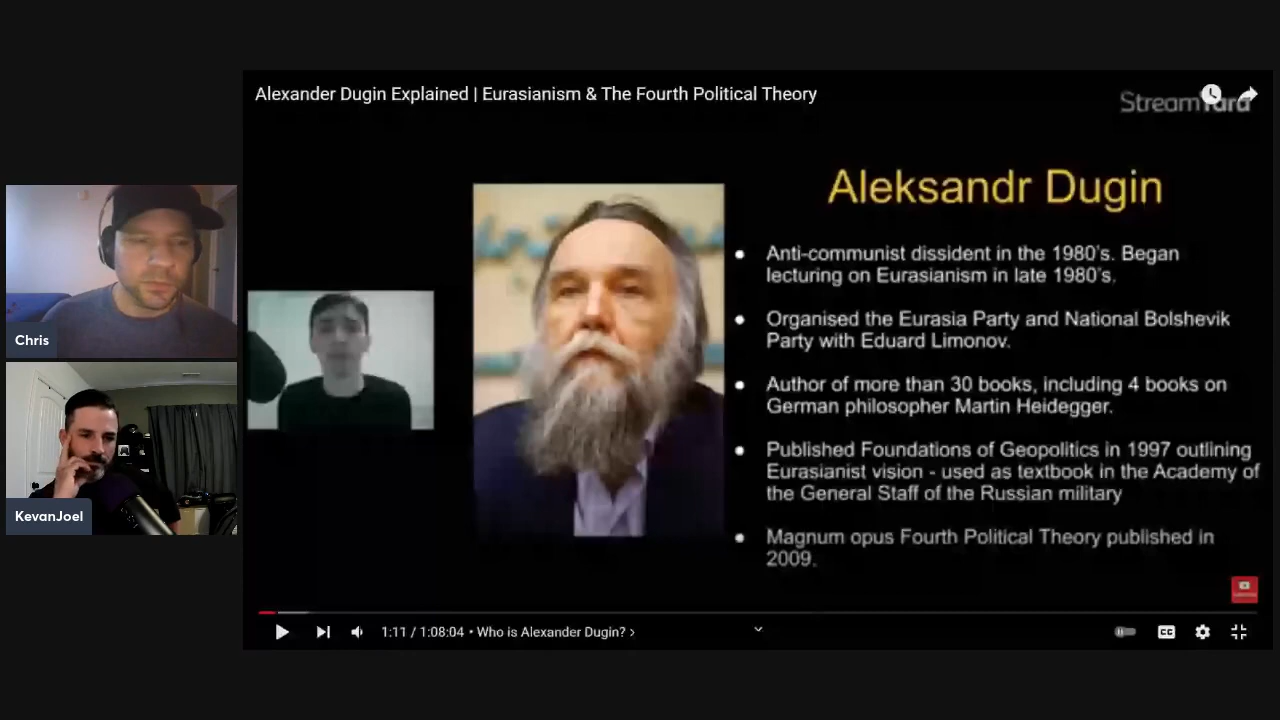 Alexander Dugin Explained | Eurasianism & The Fourth Political Theory
StreamYard
Aleksandr Dugin
Anti-communist dissident in the 1980's. Began
lecturing on Eurasianism in late 1980's.
Organised the Eurasia Party and National Bolshevik
Party with Eduard Limonov.
Author of more than 30 books, including 4 books on
German philosopher Martin Heidegger.
Published Foundations of Geopolitics in 1997 outlining
Eurasianist vision - used as textbook in the Academy of
the General Staff of the Russian military
Magnum opus Fourth Political Theory published in
2009.
Chris
KevanJoel
1:11 / 1:08:04 • Who is Alexander Dugin? ›
CC